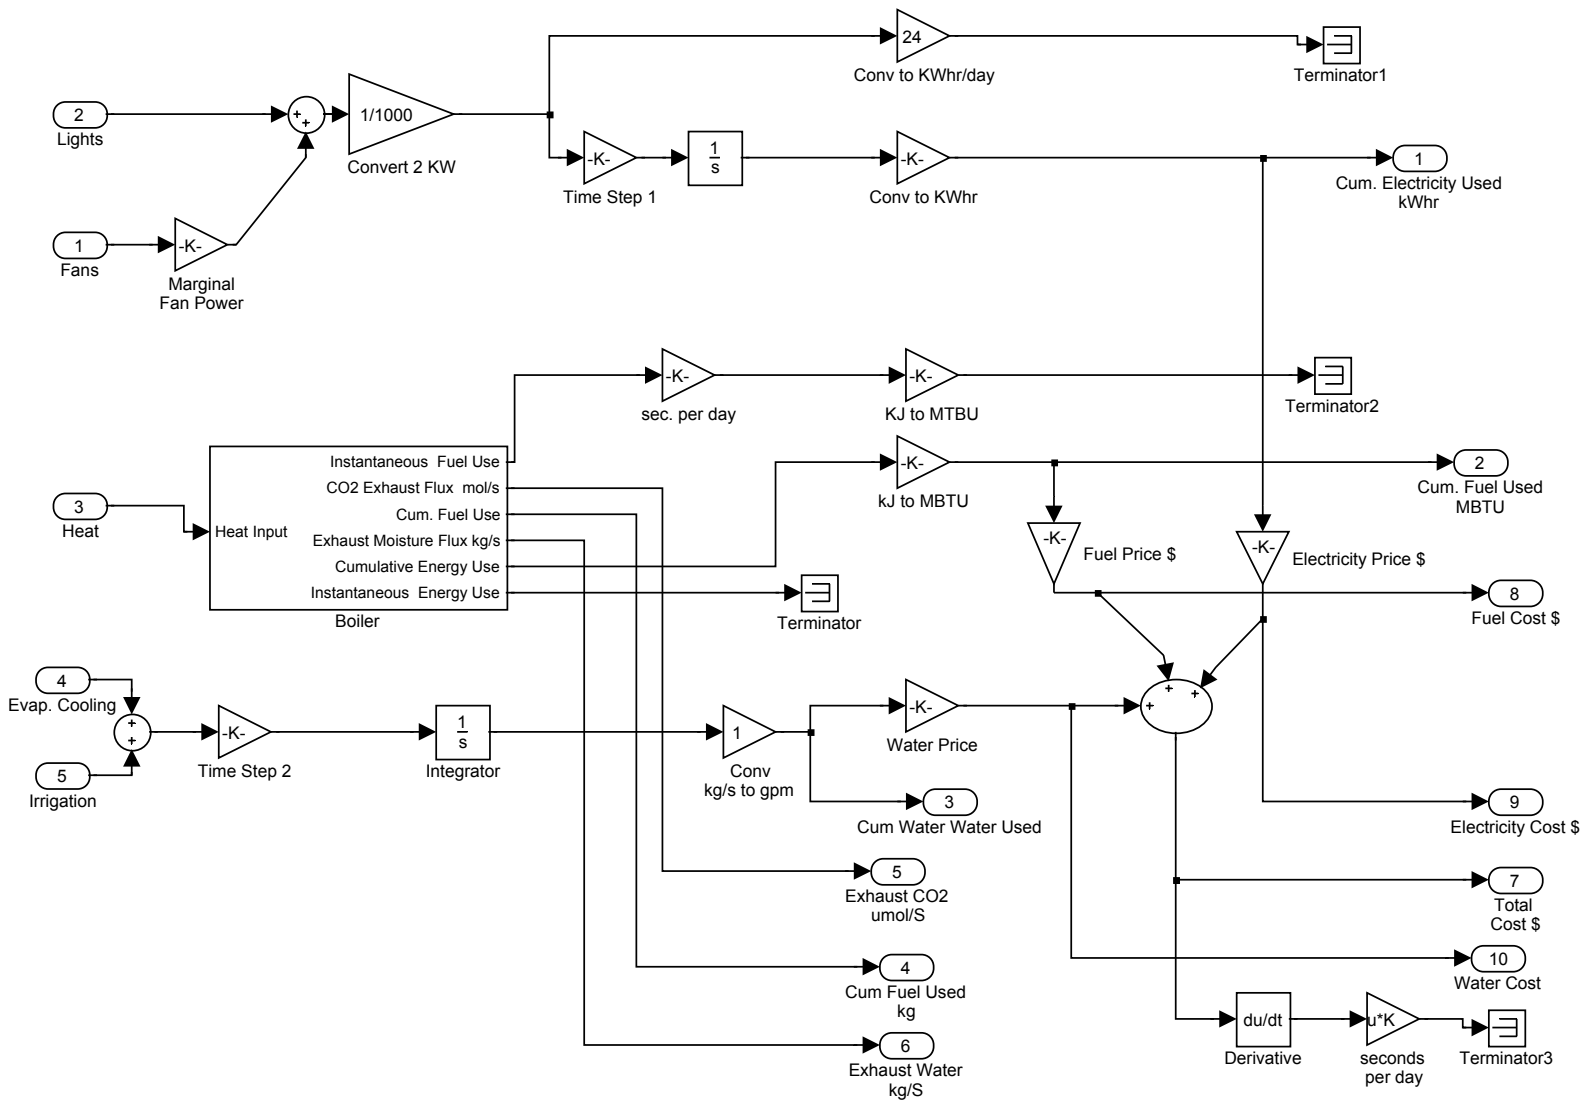 24
Conv to KWhr/day
Terminator1
2
Lights
+
+
1/1000
Convert 2 KW
-K-
Time Step 1
1
s
-K-
Conv to KWhr
1
Cum. Electricity Used
kWhr
1
Fans
-K-
Marginal
Fan Power
-K-
sec. per day
-K-
KJ to MTBU
Terminator2
3
Heat
Heat Input
Instantaneous Fuel Use
CO2 Exhaust Flux mol/s
Cum. Fuel Use
Exhaust Moisture Flux kg/s
Cumulative Energy Use
Instantaneous Energy Use
Boiler
-K-
kJ to MBTU
2
Cum. Fuel Used
MBTU
-K-
Fuel Price $
-K-
Electricity Price $
Terminator
8
Fuel Cost $
4
Evap. Cooling
+
+
5
Irrigation
-K-
Time Step 2
1
s
Integrator
1
Conv
kg/s to gpm
-K-
Water Price
+
+
+
3
Cum Water Water Used
9
Electricity Cost $
5
Exhaust CO2
umol/S
7
Total
Cost $
4
Cum Fuel Used
kg
10
Water Cost
6
Exhaust Water
kg/S
du/dt
Derivative
u*K
seconds
per day
Terminator3